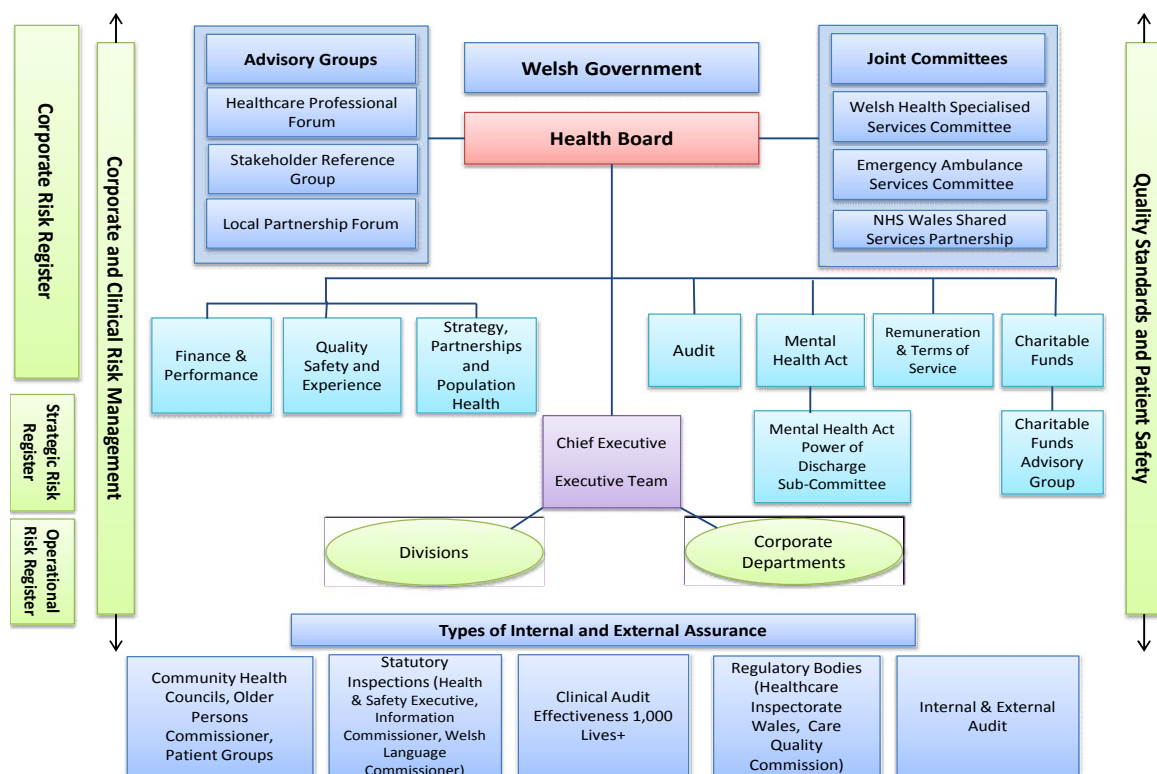 Corporate Risk Register
Strategic Risk
Register
Operational
Risk Register
Corporate and Clinical Risk Management
Advisory Groups
Healthcare Professional
Forum
Stakeholder Reference
Group
Local Partnership Forum
Welsh Government
Health Board
Joint Committees
Welsh Health Specialised
Services Committee
Emergency Ambulance
Services Committee
NHS Wales Shared
Services Partnership
Quality Standards and Patient Safety
Finance &
Performance
Quality
Safety and
Experience
Strategy,
Partnerships
and
Population
Health
Audit
Mental
Health Act
Remuneration
& Terms of
Service
Charitable
Funds
Mental Health Act
Power of
Discharge
Sub-Committee
Charitable
Funds
Advisory
Group
Chief Executive
Executive Team
Divisions
Corporate
Departments
Types of Internal and External Assurance
Community Health
Councils, Older
Persons
Commissioner,
Patient Groups
Statutory
Inspections (Health
& Safety Executive,
Information
Commissioner, Welsh
Language
Commissioner)
Clinical Audit
Effectiveness 1,000
Lives+
Regulatory Bodies
(Healthcare
Inspectorate
Wales, Care
Quality
Commission)
Internal & External
Audit